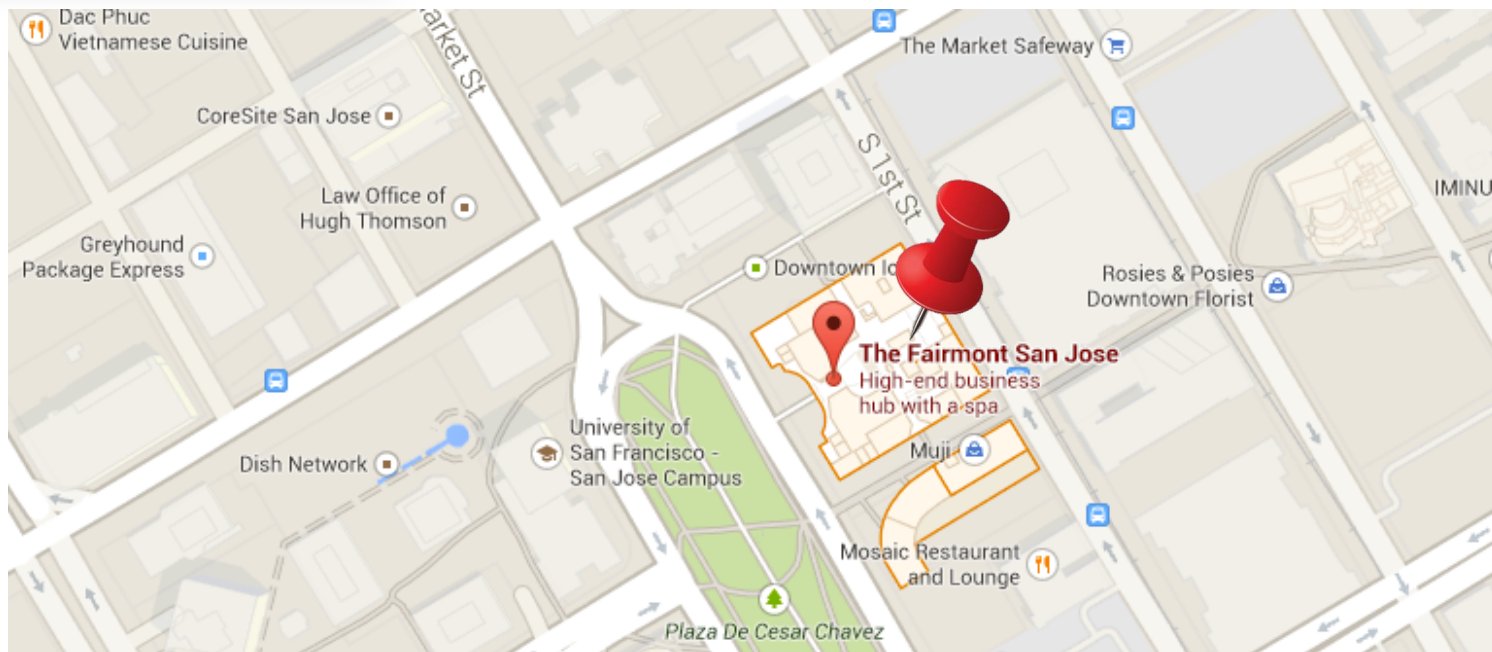 Dac Phuc
Vietnamese Cuisine
arket St
The Market Safeway
CoreSite San Jose
S 1st St
Law Office of
Hugh Thomson
IMINU
Greyhound
Package Express
Downtown Ic
Rosies & Posies
Downtown Florist
The Fairmont San Jose
High-end business
hub with a spa
University of
San Francisco -
San Jose Campus
Muji
Dish Network
Mosaic Restaurant
and Lounge
Plaza De Cesar Chavez